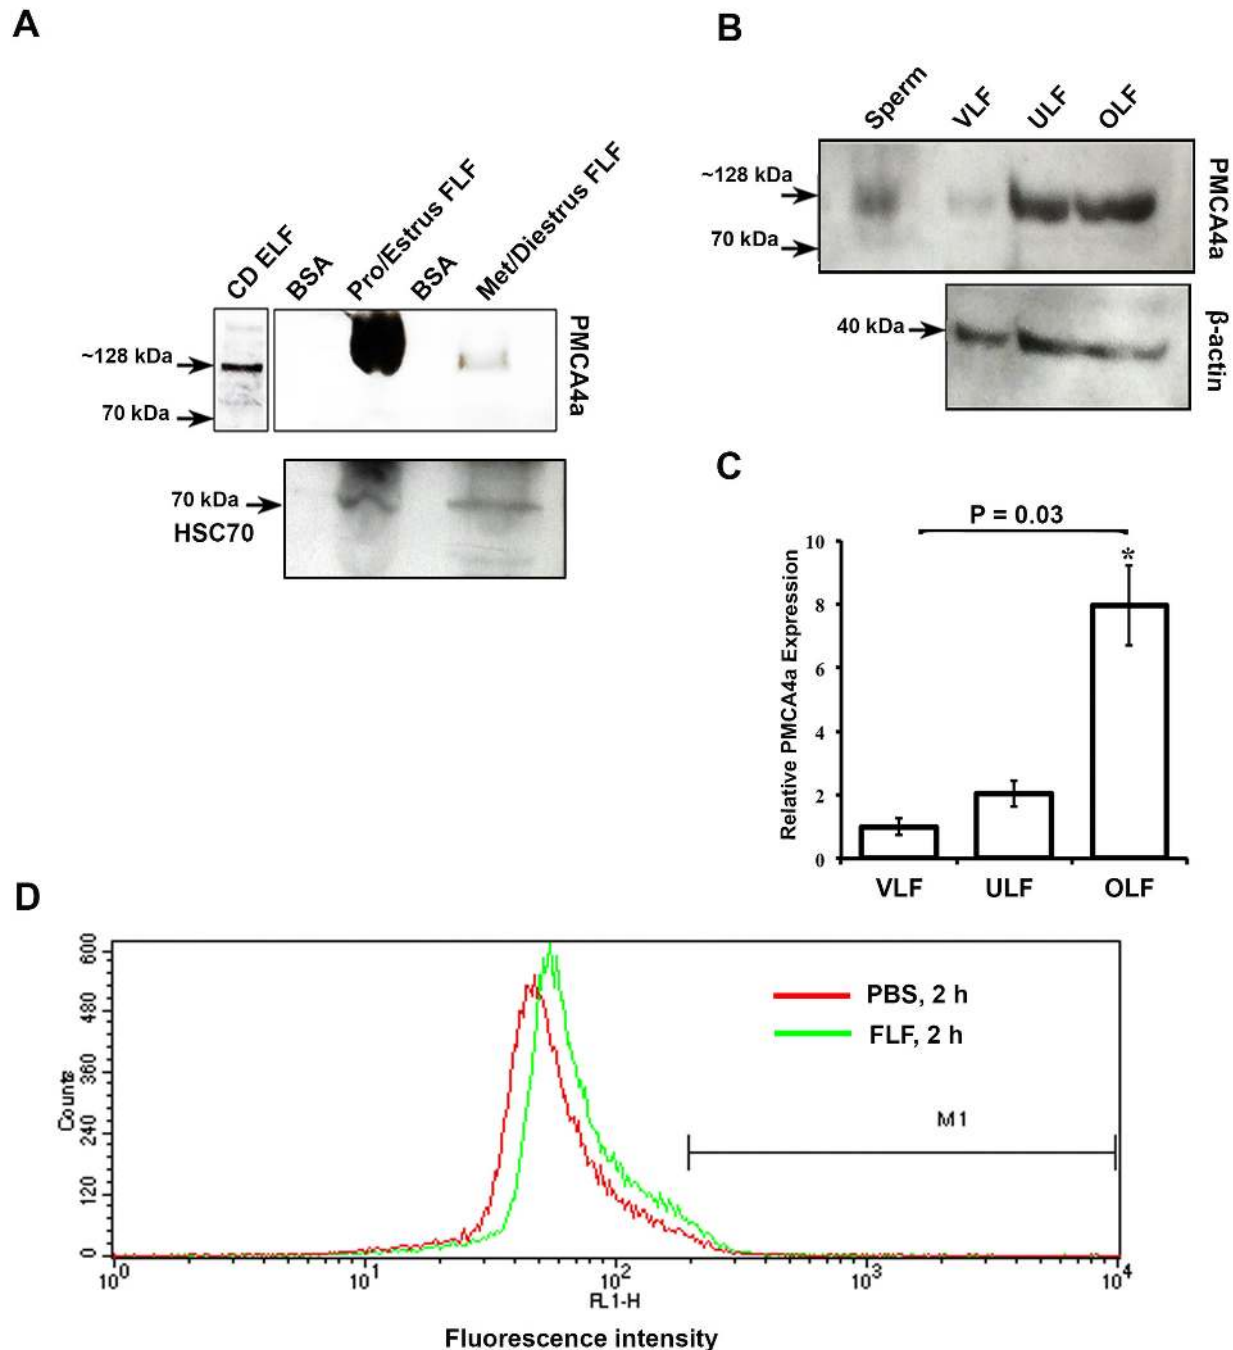 A
CD ELF
BSA
Pro/Estrus FLF
BSA
Met/Diestrus FLF
~128 kDa
70 kDa
PMCA4a
70 kDa
HSC70
B
Sperm
VLF
ULF
OLF
~128 kDa
70 kDa
PMCA4a
40 kDa
β-actin
C
P = 0.03
*
Relative PMCA4a Expression
10
8
6
4
2
0
VLF
ULF
OLF
D
Counts
600
480
360
240
120
0
PBS, 2 h
FLF, 2 h
M1
10^0
10^1
10^2
10^3
10^4
FL1-H
Fluorescence intensity